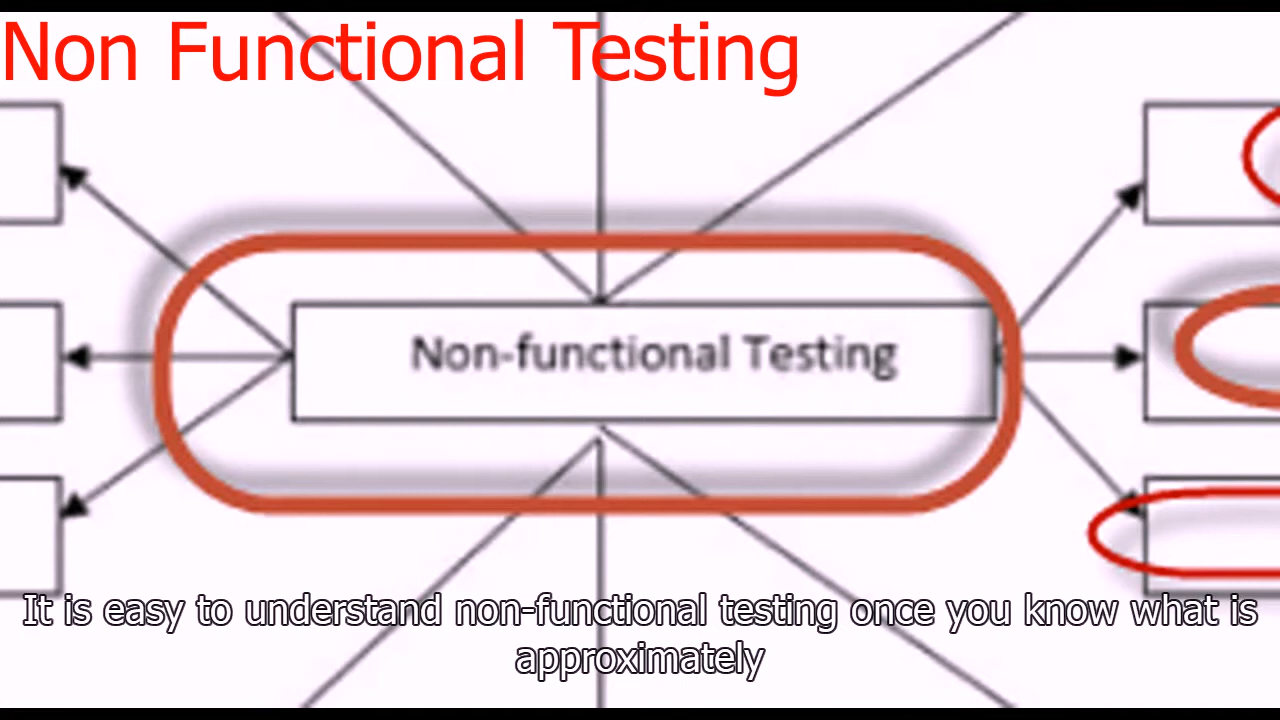 Non Functional Testing
Non-functional Testing
It is easy to understand non-functional testing once you know what is
approximately